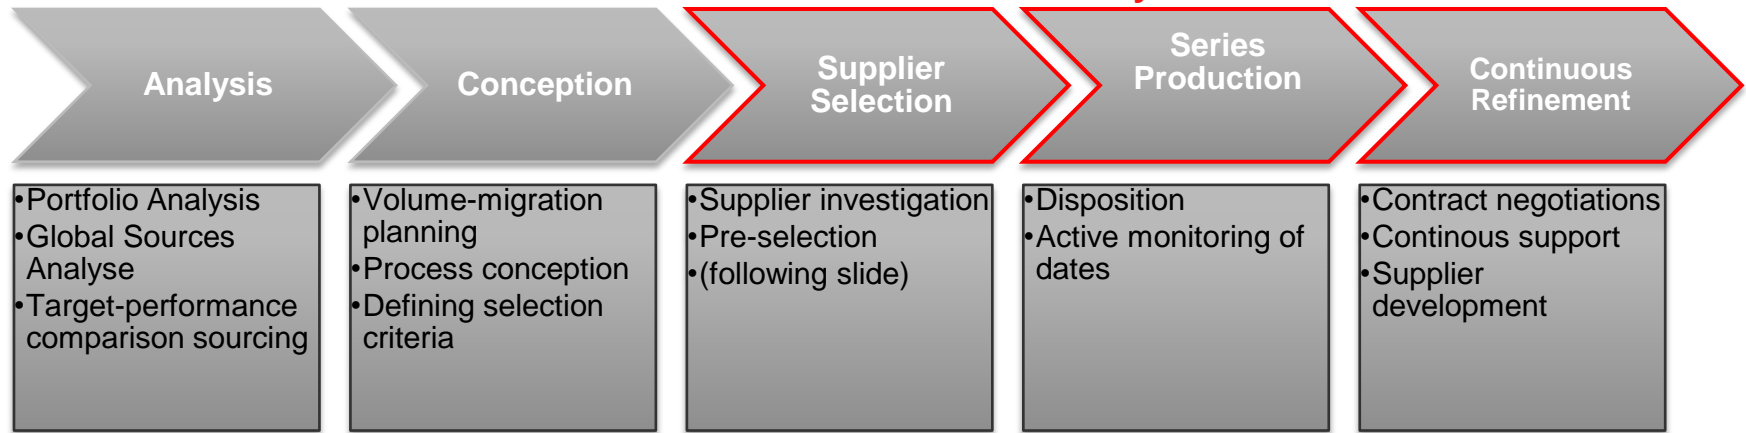 Analysis
Conception
Supplier
Selection
Series
Production
Continuous
Refinement
•Portfolio Analysis
•Global Sources
Analyse
•Target-performance
comparison sourcing
•Volume-migration
planning
•Process conception
•Defining selection
criteria
•Supplier investigation
•Pre-selection
•(following slide)
•Disposition
•Active monitoring of
dates
•Contract negotiations
•Continous support
•Supplier
development